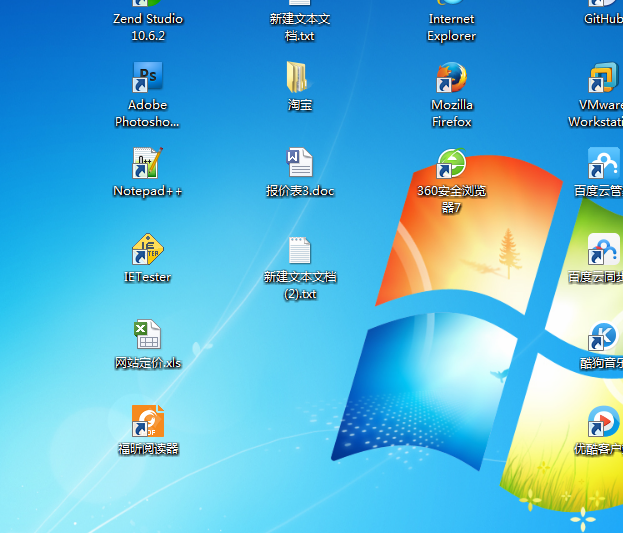 Zend Studio
10.6.2
新建文本文
档.txt
Internet
Explorer
GitHub
Adobe
Photosho...
淘宝
Mozilla
Firefox
VMware
Workstati
Notepad++
报价表3.doc
360安全浏览
器7
百度云管
IETester
新建文本文档
(2).txt
百度云同步
网站定价.xls
酷狗音乐
福昕阅读器
优酷客户